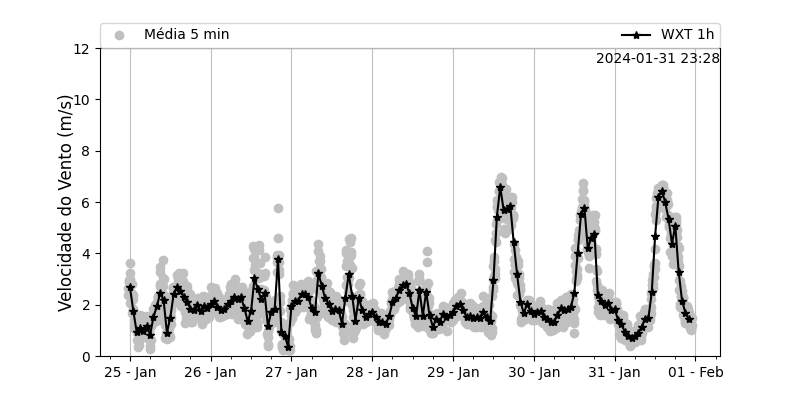 Média 5 min
WXT 1h
2024-01-31 23:28
Velocidade do Vento (m/s)
12
10
8
6
4
2
0
25 - Jan 26 - Jan 27 - Jan 28 - Jan 29 - Jan 30 - Jan 31 - Jan 01 - Feb